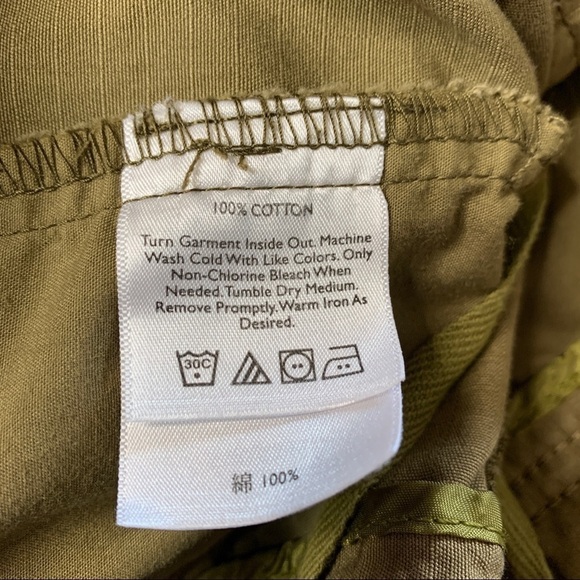 100% COTTON
Turn Garment Inside Out. Machine
Wash Cold With Like Colors. Only
Non-Chlorine Bleach When
Needed. Tumble Dry Medium.
Remove Promptly. Warm Iron As
Desired.
30C
綿 100%